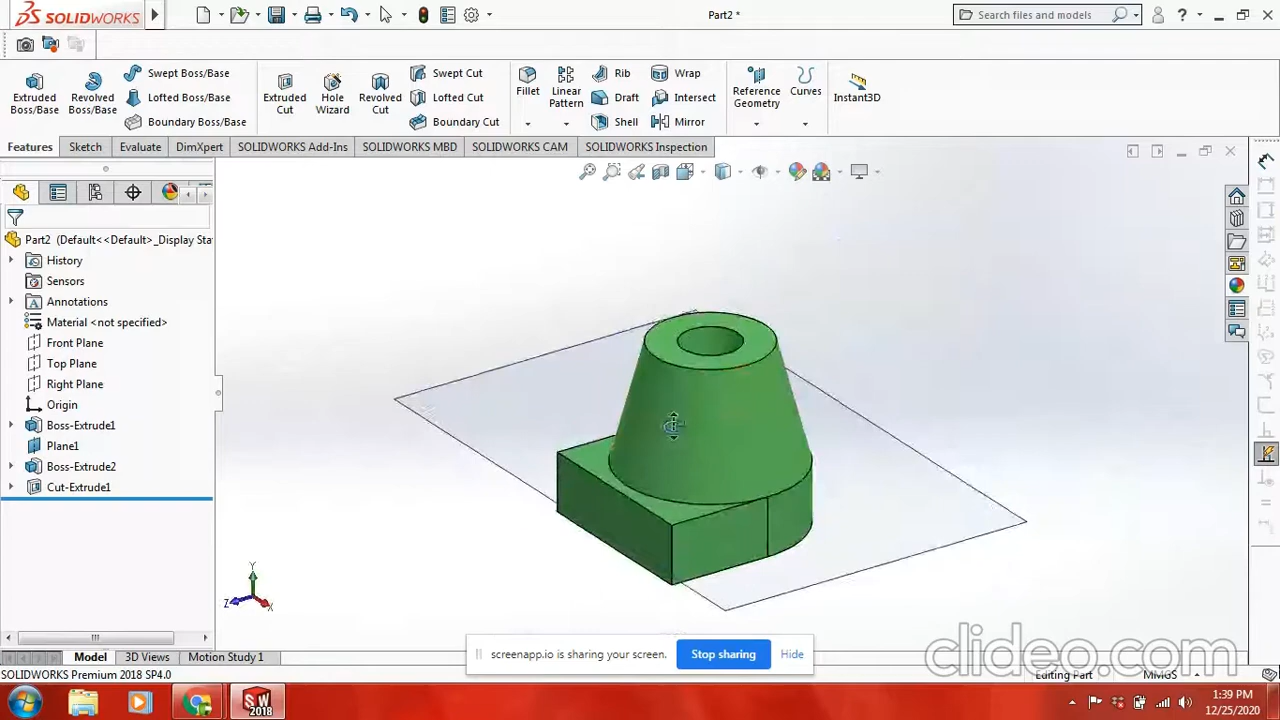 SOLIDWORKS
Part2 *
Search files and models
Extruded Boss/Base
Revolved Boss/Base
Swept Boss/Base
Lofted Boss/Base
Boundary Boss/Base
Extruded Cut
Hole Wizard
Revolved Cut
Swept Cut
Lofted Cut
Boundary Cut
Fillet
Linear Pattern
Rib
Draft
Shell
Wrap
Intersect
Mirror
Reference Geometry
Curves
Instant3D
Features
Sketch
Evaluate
DimXpert
SOLIDWORKS Add-Ins
SOLIDWORKS MBD
SOLIDWORKS CAM
SOLIDWORKS Inspection
Part2 (Default<<Default>_Display Sta
History
Sensors
Annotations
Material <not specified>
Front Plane
Top Plane
Right Plane
Origin
Boss-Extrude1
Plane1
Boss-Extrude2
Cut-Extrude1
Y
Z
X
screenapp.io is sharing your screen.
Stop sharing
Hide
clideo.com
Model
3D Views
Motion Study 1
SOLIDWORKS Premium 2018 SP4.0
Editing Part
MMGS
SW
2018
1:39 PM
12/25/2020